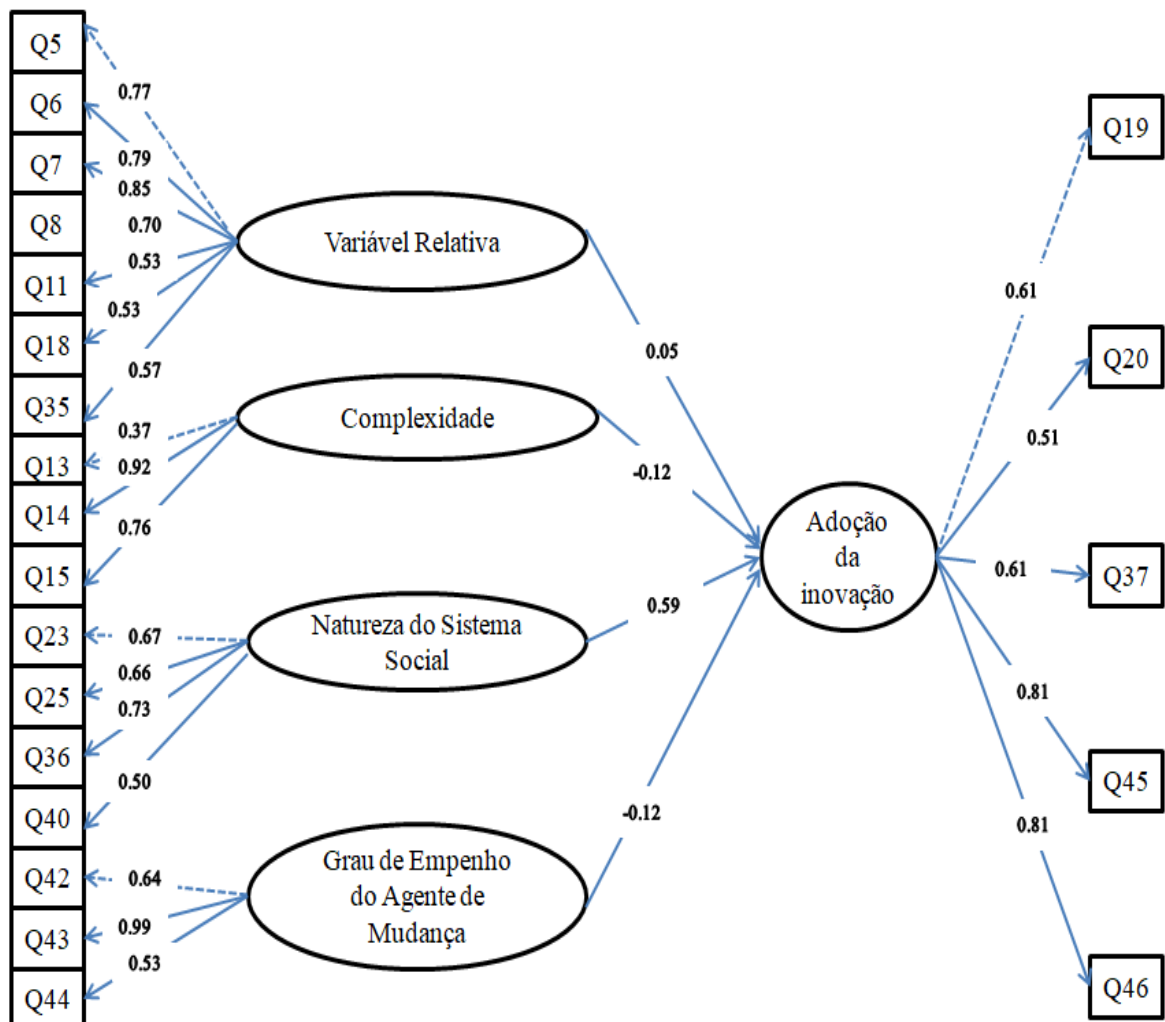 Q5
Q6
Q7
Q8
Q11
Q18
Q35
Q13
Q14
Q15
Q23
Q25
Q36
Q40
Q42
Q43
Q44
0.77
0.79
0.85
0.70
0.53
0.53
0.57
0.37
0.92
0.76
0.67
0.66
0.73
0.50
0.64
0.99
0.53
Variável Relativa
Complexidade
Natureza do Sistema
Social
Grau de Empenho
do Agente de
Mudança
0.05
-0.12
0.59
-0.12
Adoção
da
inovação
0.61
0.51
0.61
0.81
0.81
Q19
Q20
Q37
Q45
Q46